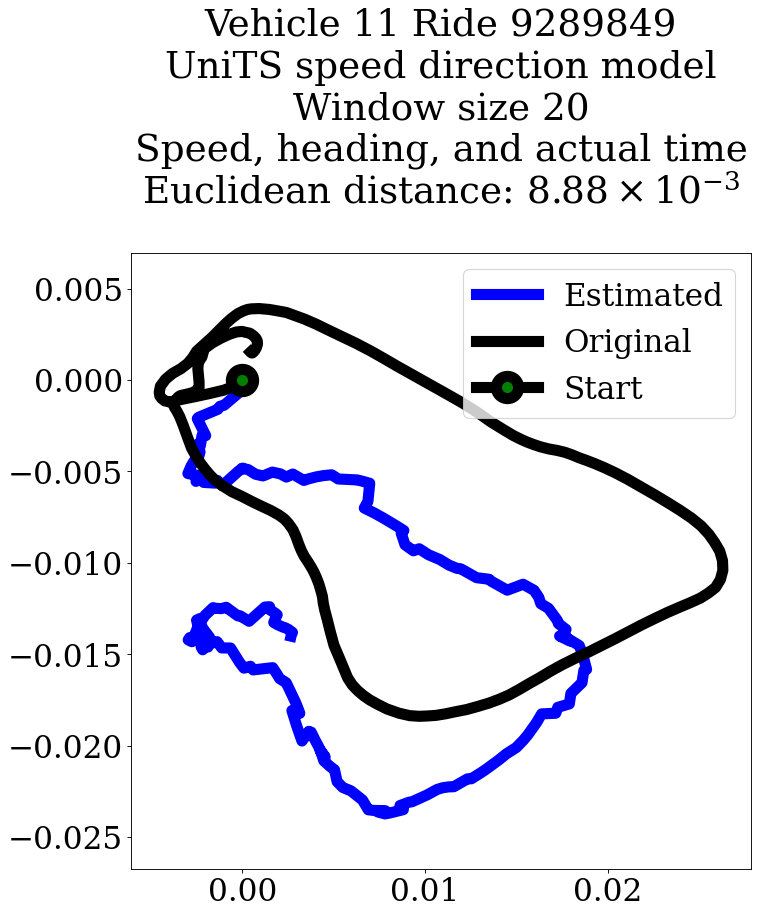 Vehicle 11 Ride 9289849
UniTS speed direction model
Window size 20
Speed, heading, and actual time
Euclidean distance: 8.88 × 10⁻³
Estimated
Original
Start
0.005
0.000
−0.005
−0.010
−0.015
−0.020
−0.025
0.00 0.01 0.02